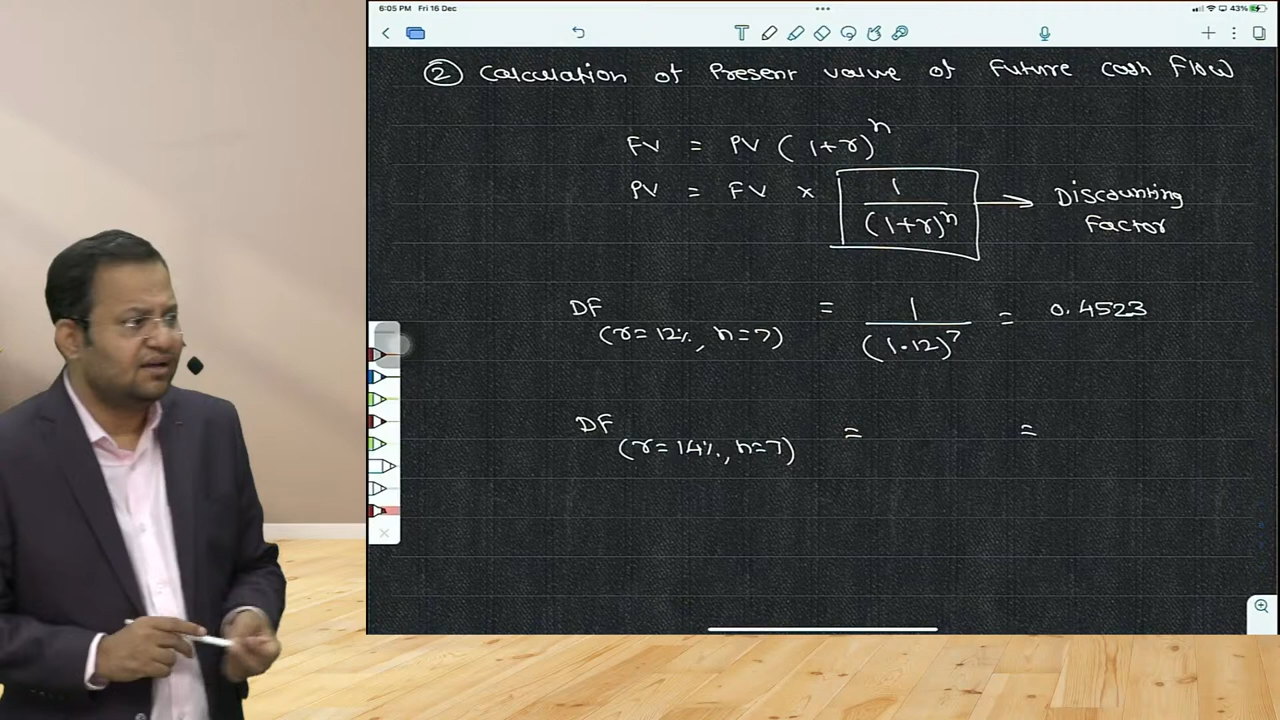 6:05 PM Fri 16 Dec
43%
② Calculation of Present value of Future cash Flow
FV = PV (1+r)^n
PV = FV × 1/(1+r)^n → Discounting Factor
DF (r=12%, n=7) = 1/(1.12)^7 = 0.4523
DF (r=14%, n=7) = =